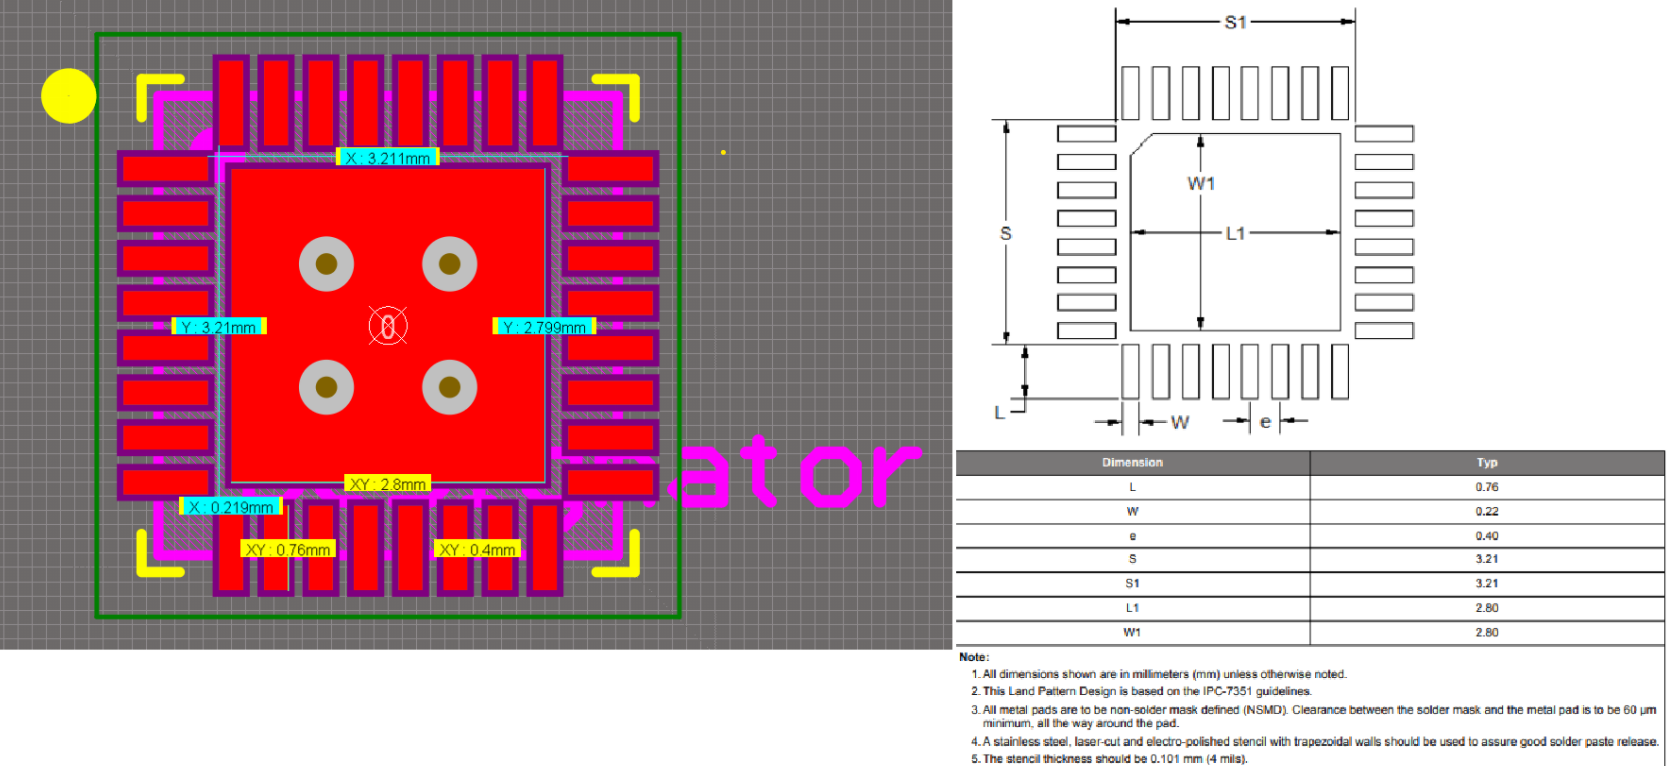 X : 3.211mm
Y : 3.21mm
Y : 2.799mm
0
XY : 2.8mm
X : 0.219mm
XY : 0.76mm
XY : 0.4mm
ator
S1
W1
S
L1
L
W
e
Dimension Typ
L 0.76
W 0.22
e 0.40
S 3.21
S1 3.21
L1 2.80
W1 2.80
Note:
1. All dimensions shown are in millimeters (mm) unless otherwise noted.
2. This Land Pattern Design is based on the IPC-7351 guidelines.
3. All metal pads are to be non-solder mask defined (NSMD). Clearance between the solder mask and the metal pad is to be 60 μm
minimum, all the way around the pad.
4. A stainless steel, laser-cut and electro-polished stencil with trapezoidal walls should be used to assure good solder paste release.
5. The stencil thickness should be 0.101 mm (4 mils).